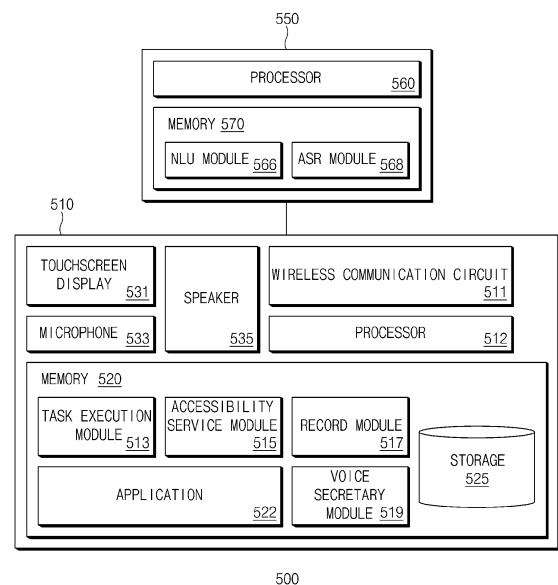 550
PROCESSOR
560
MEMORY 570
NLU MODULE 566
ASR MODULE 568
510
TOUCHSCREEN
DISPLAY
531
SPEAKER
535
WIRELESS COMMUNICATION CIRCUIT
511
MICROPHONE 533
PROCESSOR
512
MEMORY 520
TASK EXECUTION
MODULE 513
ACCESSIBILITY
SERVICE MODULE
515
RECORD MODULE
517
STORAGE
525
APPLICATION
522
VOICE
SECRETARY
MODULE 519
500